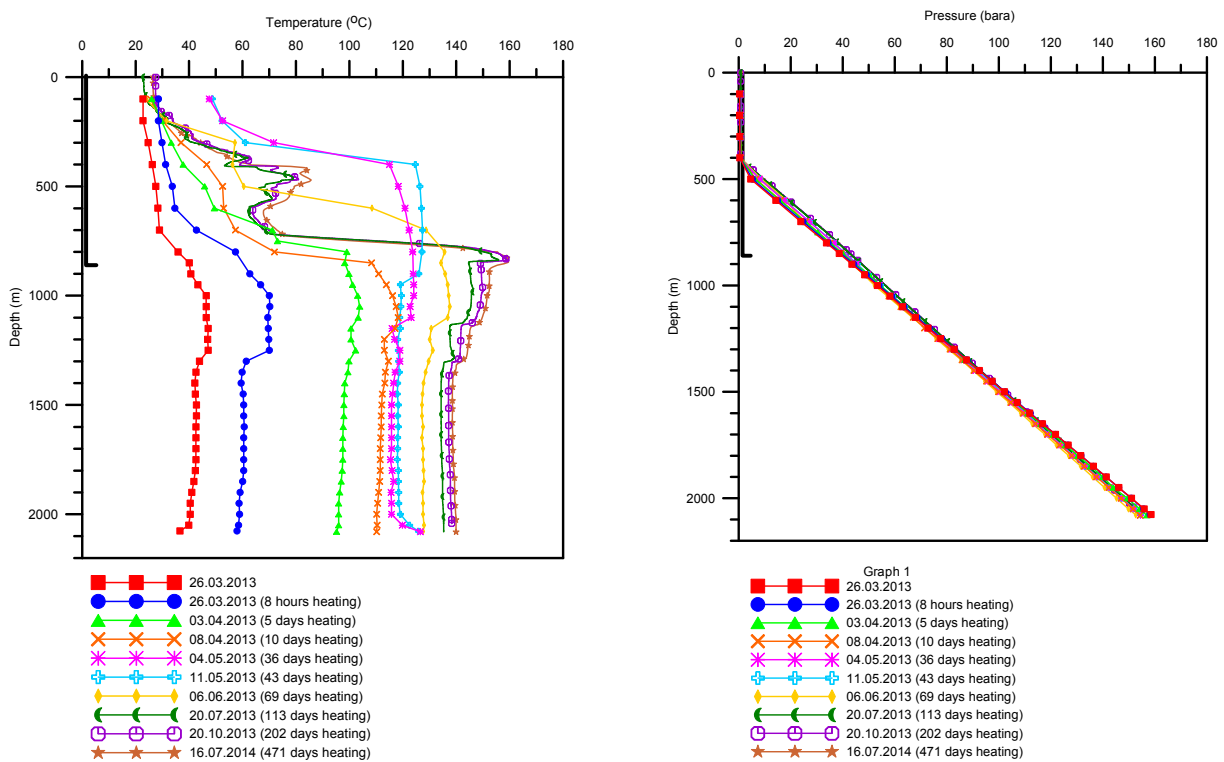 Temperature (ºC)
0 20 40 60 80 100 120 140 160 180
0
500
1000
1500
2000
Depth (m)
26.03.2013
26.03.2013 (8 hours heating)
03.04.2013 (5 days heating)
08.04.2013 (10 days heating)
04.05.2013 (36 days heating)
11.05.2013 (43 days heating)
06.06.2013 (69 days heating)
20.07.2013 (113 days heating)
20.10.2013 (202 days heating)
16.07.2014 (471 days heating)
Pressure (bara)
0 20 40 60 80 100 120 140 160 180
0
500
1000
1500
2000
Depth (m)
Graph 1
26.03.2013
26.03.2013 (8 hours heating)
03.04.2013 (5 days heating)
08.04.2013 (10 days heating)
04.05.2013 (36 days heating)
11.05.2013 (43 days heating)
06.06.2013 (69 days heating)
20.07.2013 (113 days heating)
20.10.2013 (202 days heating)
16.07.2014 (471 days heating)